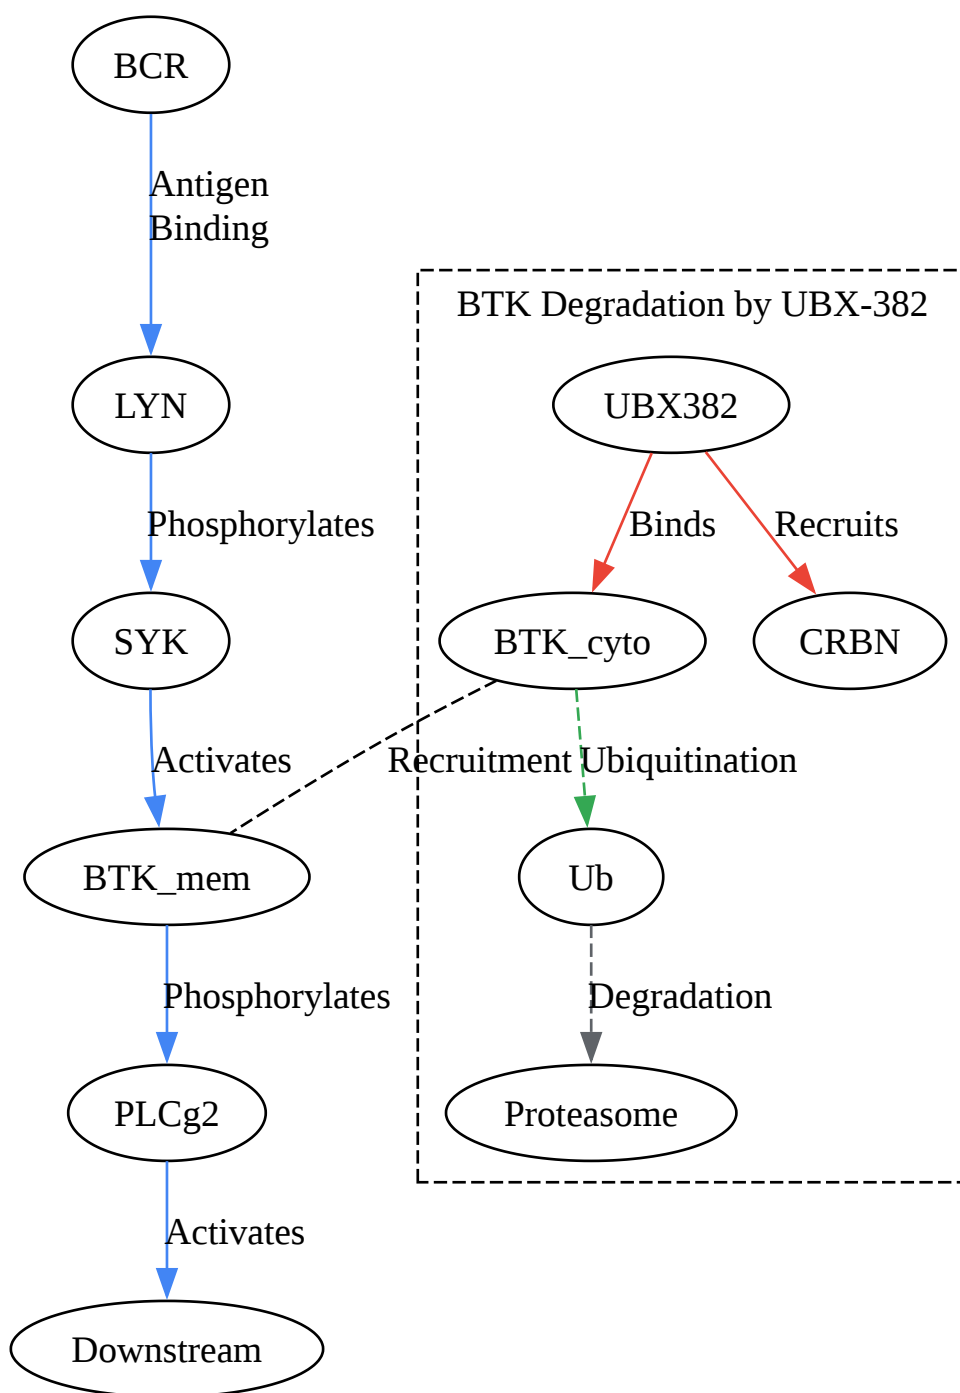 BCR
Antigen
Binding
BTK Degradation by UBX-382
LYN
UBX382
Phosphorylates
Binds
Recruits
SYK
BTK_cyto
CRBN
Activates
Recruitment
Ubiquitination
BTK_mem
Ub
Phosphorylates
Degradation
PLCg2
Proteasome
Activates
Downstream